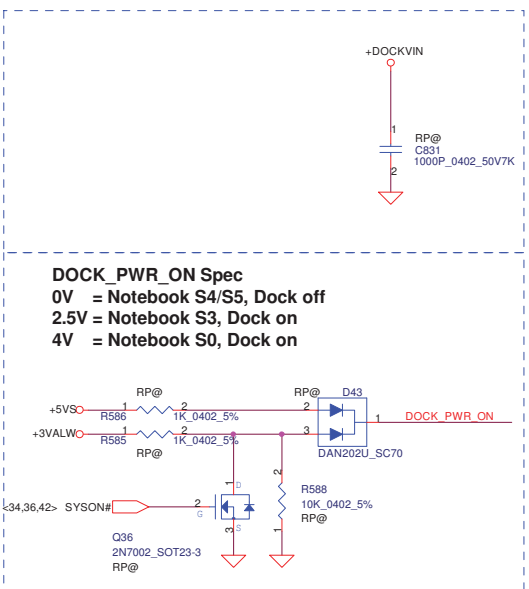 +DOCKVIN
1
RP@
C831
1000P_0402_50V7K
2
DOCK_PWR_ON Spec
0V = Notebook S4/S5, Dock off
2.5V = Notebook S3, Dock on
4V = Notebook S0, Dock on
RP@ RP@ D43
+5VS 1 2 2
R586 1K_0402_5% 1 DOCK_PWR_ON
+3VALW 1 2 3
R585 1K_0402_5% DAN202U_SC70
RP@
1 D 2
<34,36,42> SYSON# 2 G
R588
10K_0402_5%
RP@
3 S 1
Q36
2N7002_SOT23-3
RP@